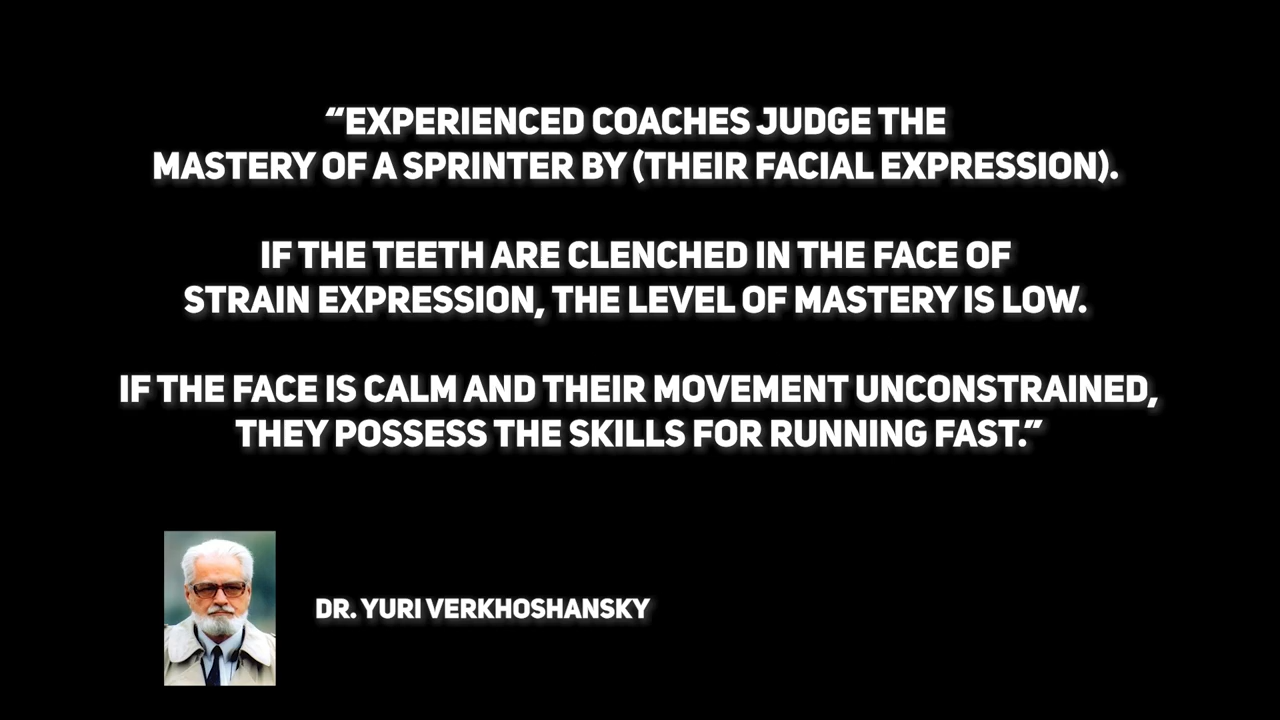 “EXPERIENCED COACHES JUDGE THE
MASTERY OF A SPRINTER BY (THEIR FACIAL EXPRESSION).
IF THE TEETH ARE CLENCHED IN THE FACE OF
STRAIN EXPRESSION, THE LEVEL OF MASTERY IS LOW.
IF THE FACE IS CALM AND THEIR MOVEMENT UNCONSTRAINED,
THEY POSSESS THE SKILLS FOR RUNNING FAST.”
DR. YURI VERKHOSHANSKY